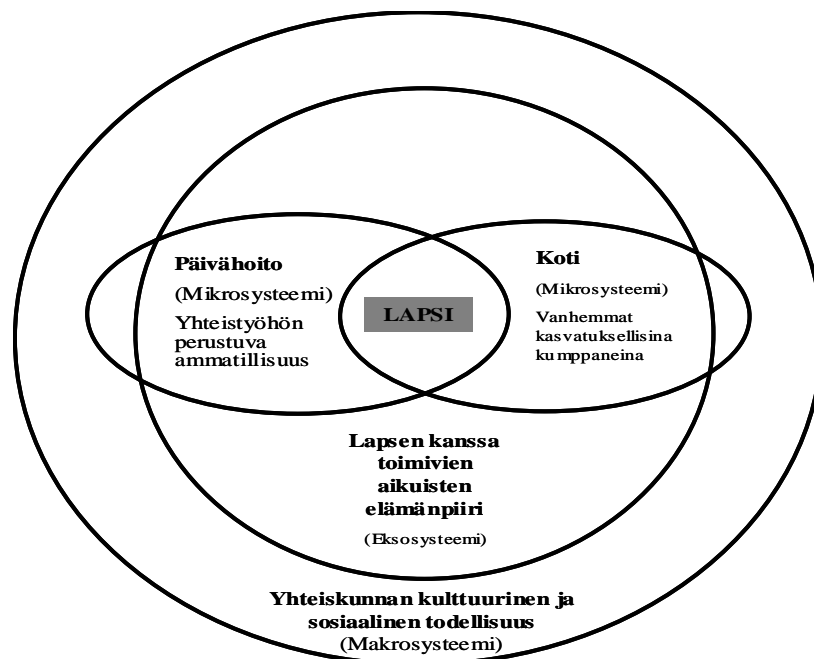 Päivähoito
(Mikrosysteemi)
Yhteistyöhön
perustuva
ammatillisuus
LAPSI
Koti
(Mikrosysteemi)
Vanhemmat
kasvatuksellisina
kumppaneina
Lapsen kanssa
toimivien
aikuisten
elämänpiiri
(Eksosysteemi)
Yhteiskunnan kulttuurinen ja
sosiaalinen todellisuus
(Makrosysteemi)